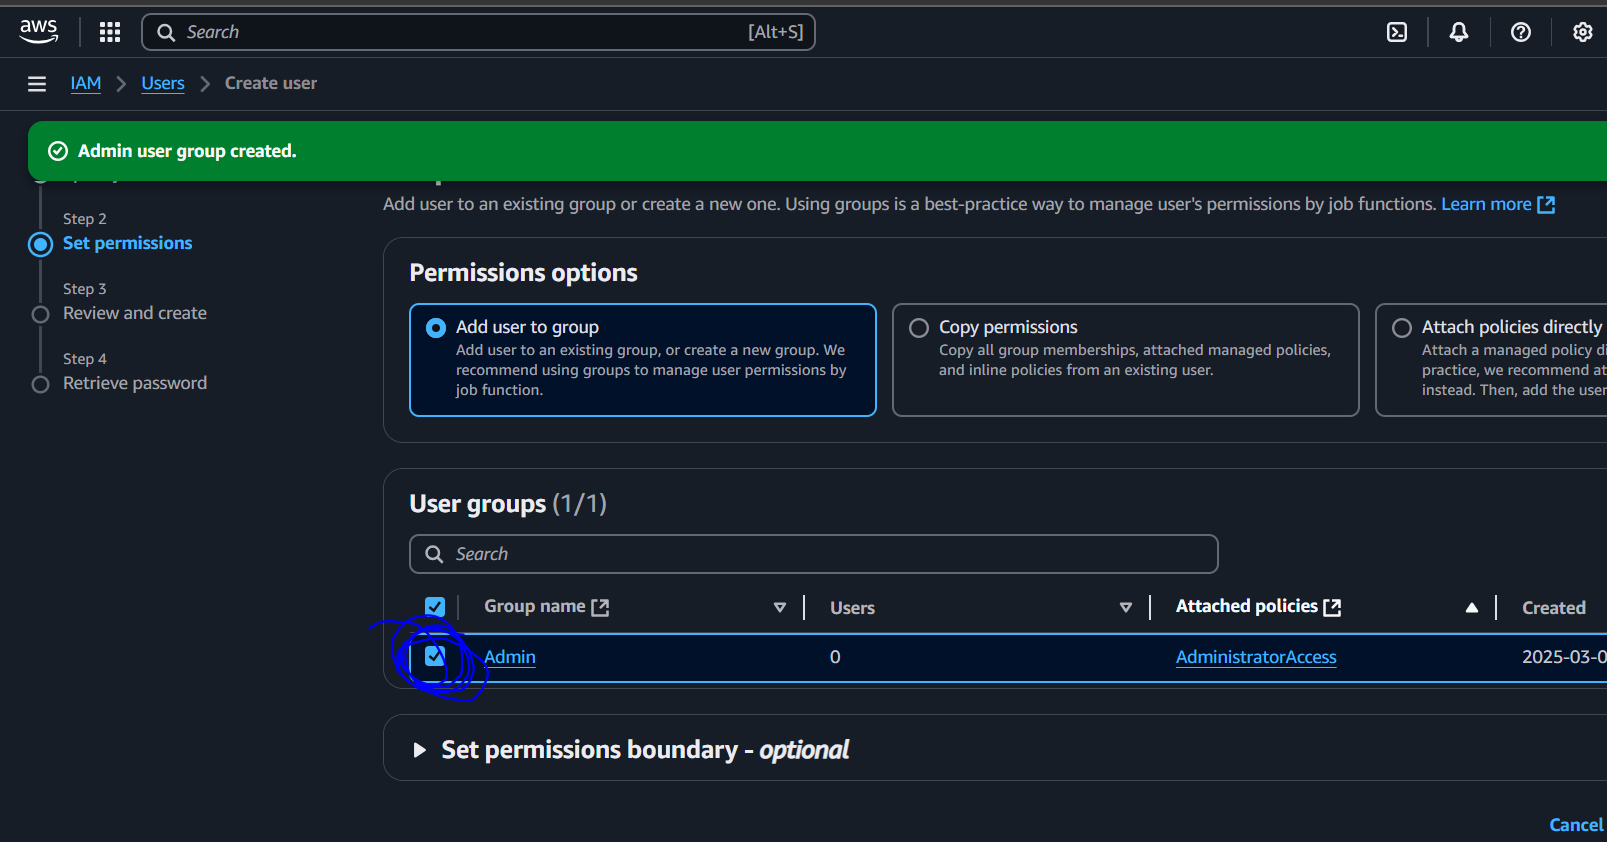 aws
Search [Alt+S]
IAM > Users > Create user
Admin user group created.
Add user to an existing group or create a new one. Using groups is a best-practice way to manage user's permissions by job functions. Learn more
Step 2
Set permissions
Step 3
Review and create
Step 4
Retrieve password
Permissions options
Add user to group
Add user to an existing group, or create a new group. We
recommend using groups to manage user permissions by
job function.
Copy permissions
Copy all group memberships, attached managed policies,
and inline policies from an existing user.
Attach policies directly
Attach a managed policy di
practice, we recommend at
instead. Then, add the user
User groups (1/1)
Search
Group name Users Attached policies Created
Admin 0 AdministratorAccess 2025-03-0
Set permissions boundary - optional
Cancel